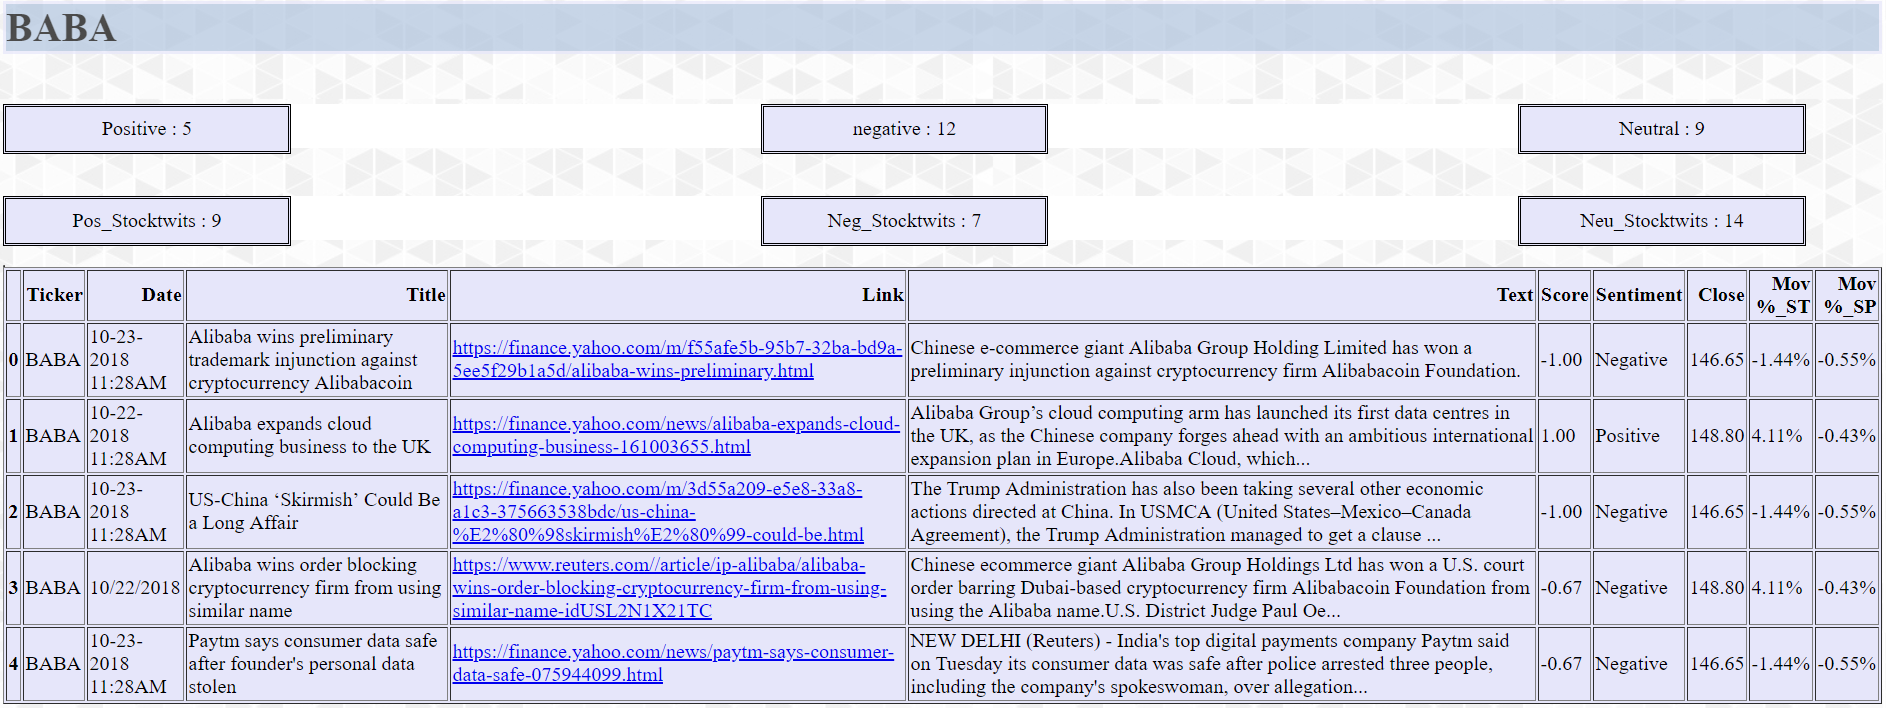 BABA
Positive : 5
negative : 12
Neutral : 9
Pos_Stocktwits : 9
Neg_Stocktwits : 7
Neu_Stocktwits : 14
Ticker Date Title Link Text Score Sentiment Close Mov %_ST Mov %_SP
0 BABA
10-23-
2018
11:28AM
Alibaba wins preliminary
trademark injunction against
cryptocurrency Alibabacoin
https://finance.yahoo.com/m/f55afe5b-95b7-32ba-bd9a-
5ee5f29b1a5d/alibaba-wins-preliminary.html
Chinese e-commerce giant Alibaba Group Holding Limited has won a
preliminary injunction against cryptocurrency firm Alibabacoin Foundation.
-1.00 Negative 146.65 -1.44% -0.55%
1 BABA
10-22-
2018
11:28AM
Alibaba expands cloud
computing business to the UK
https://finance.yahoo.com/news/alibaba-expands-cloud-
computing-business-161003655.html
Alibaba Group’s cloud computing arm has launched its first data centres in
the UK, as the Chinese company forges ahead with an ambitious international
expansion plan in Europe.Alibaba Cloud, which...
1.00 Positive 148.80 4.11% -0.43%
2 BABA
10-23-
2018
11:28AM
US-China ‘Skirmish’ Could Be
a Long Affair
https://finance.yahoo.com/m/3d55a209-e5e8-33a8-
a1c3-375663538bdc/us-china-
%E2%80%98skirmish%E2%80%99-could-be.html
The Trump Administration has also been taking several other economic
actions directed at China. In USMCA (United States–Mexico–Canada
Agreement), the Trump Administration managed to get a clause ...
-1.00 Negative 146.65 -1.44% -0.55%
3 BABA
10/22/2018
Alibaba wins order blocking
cryptocurrency firm from using
similar name
https://www.reuters.com//article/ip-alibaba/alibaba-
wins-order-blocking-cryptocurrency-firm-from-using-
similar-name-idUSL2N1X21TC
Chinese ecommerce giant Alibaba Group Holdings Ltd has won a U.S. court
order barring Dubai-based cryptocurrency firm Alibabacoin Foundation from
using the Alibaba name.U.S. District Judge Paul Oe...
-0.67 Negative 148.80 4.11% -0.43%
4 BABA
10-23-
2018
11:28AM
Paytm says consumer data safe
after founder's personal data
stolen
https://finance.yahoo.com/news/paytm-says-consumer-
data-safe-075944099.html
NEW DELHI (Reuters) - India's top digital payments company Paytm said
on Tuesday its consumer data was safe after police arrested three people,
including the company's spokeswoman, over allegation...
-0.67 Negative 146.65 -1.44% -0.55%